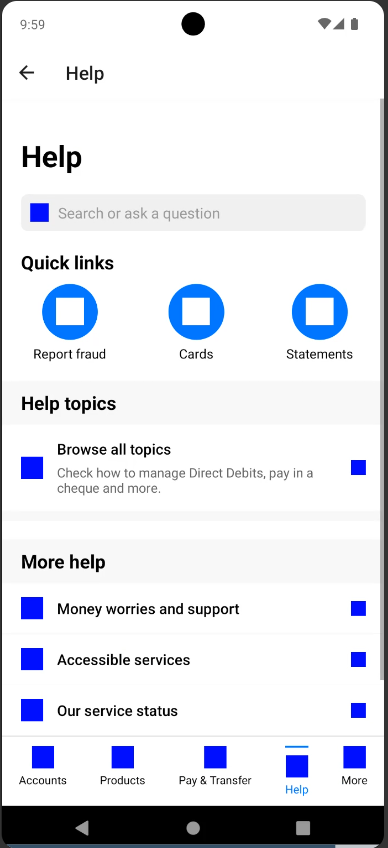 9:59
Help
Help
Search or ask a question
Quick links
Report fraud
Cards
Statements
Help topics
Browse all topics
Check how to manage Direct Debits, pay in a
cheque and more.
More help
Money worries and support
Accessible services
Our service status
Accounts
Products
Pay & Transfer
Help
More